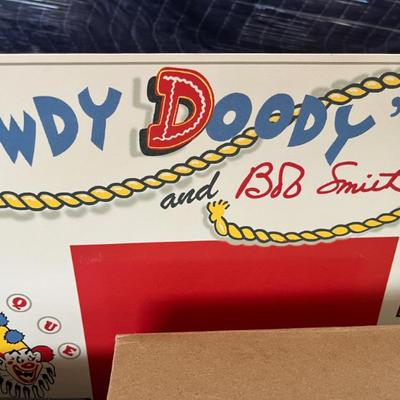 WDY DOODY'
and Bob Smit
QUE